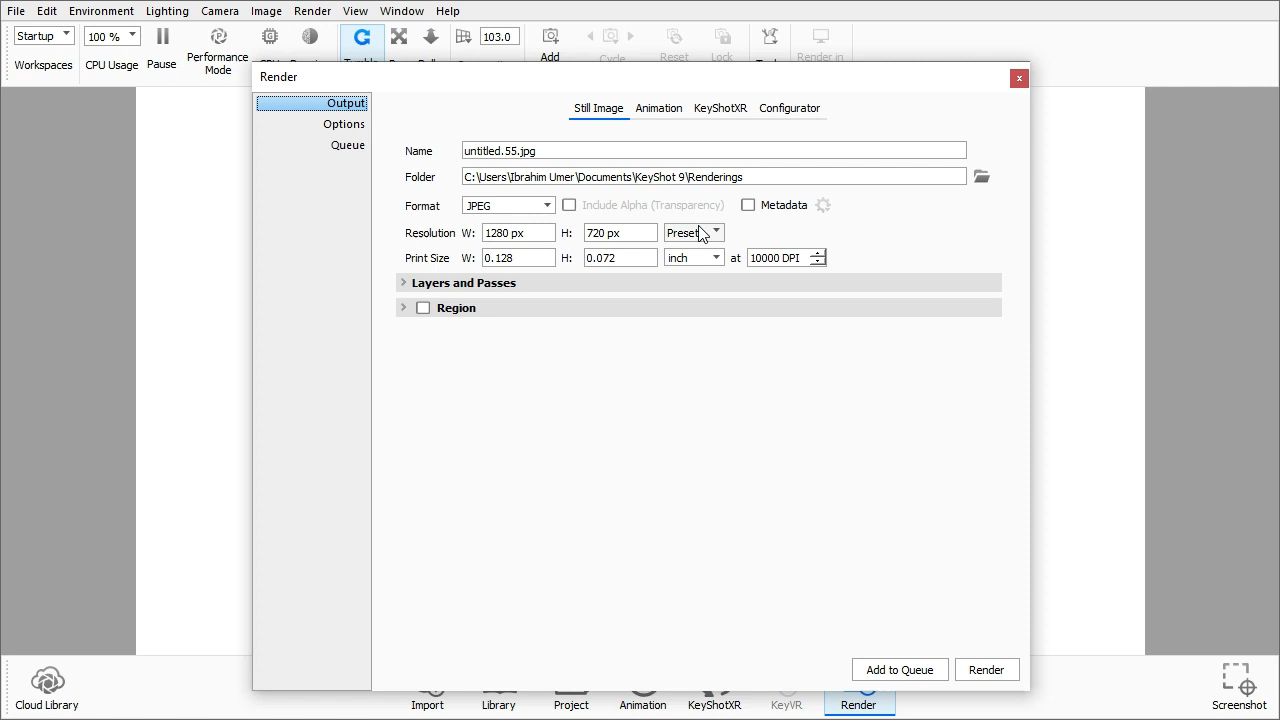 File Edit Environment Lighting Camera Image Render View Window Help
Startup 100 % 103.0
Workspaces CPU Usage Pause Performance Mode Add Cycle Reset Lock Render in
Render x
Output
Options
Queue
Still Image Animation KeyShotXR Configurator
Name untitled.55.jpg
Folder C:\Users\Ibrahim Umer\Documents\KeyShot 9\Renderings
Format JPEG Include Alpha (Transparency) Metadata
Resolution W: 1280 px H: 720 px Preset
Print Size W: 0.128 H: 0.072 inch at 10000 DPI
Layers and Passes
Region
Add to Queue Render
Cloud Library Import Library Project Animation KeyShotXR KeyVR Render Screenshot